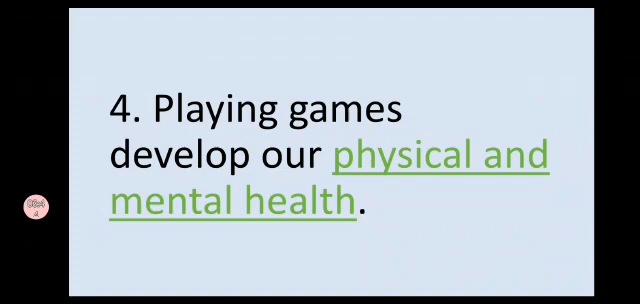 4. Playing games
develop our physical and
mental health.